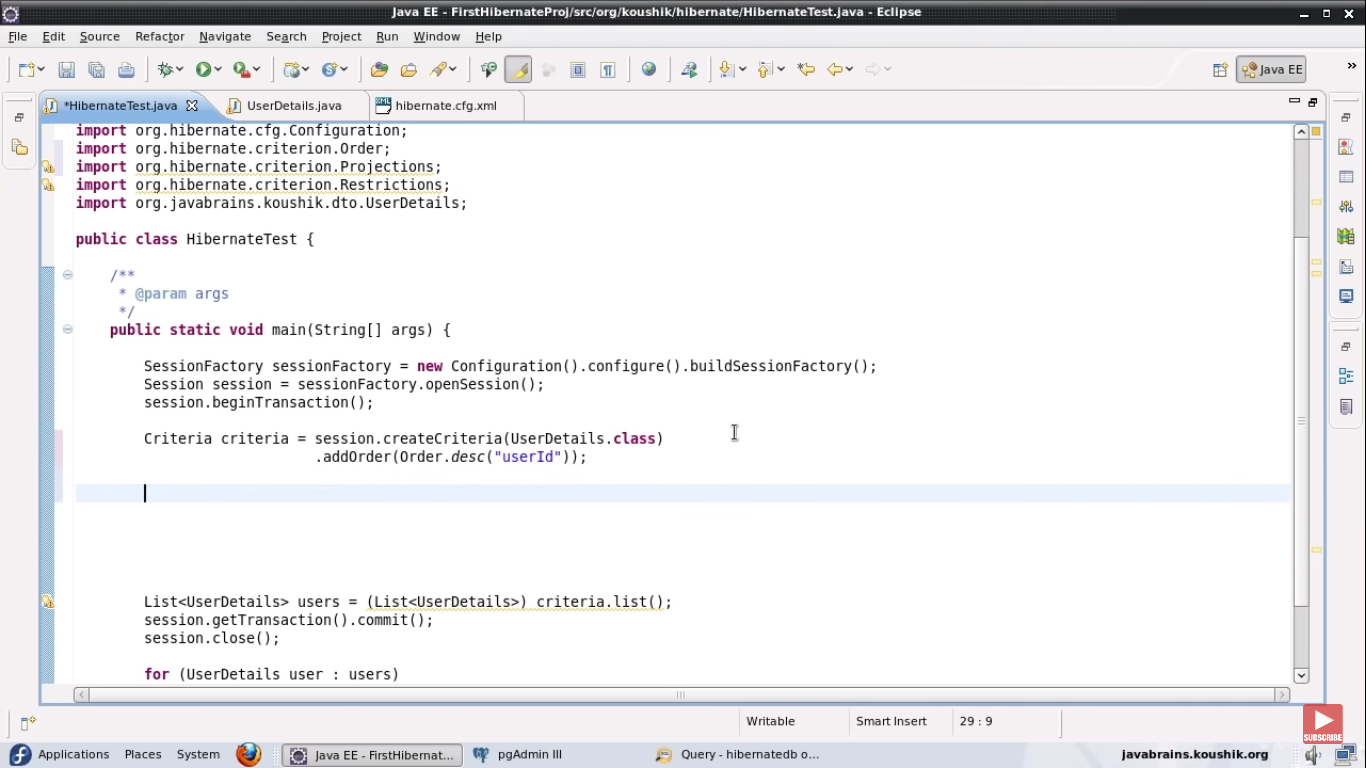 Java EE - FirstHibernateProj/src/org/koushik/hibernate/HibernateTest.java - Eclipse
File Edit Source Refactor Navigate Search Project Run Window Help
Java EE »
*HibernateTest.java UserDetails.java hibernate.cfg.xml
import org.hibernate.cfg.Configuration;
import org.hibernate.criterion.Order;
import org.hibernate.criterion.Projections;
import org.hibernate.criterion.Restrictions;
import org.javabrains.koushik.dto.UserDetails;
public class HibernateTest {
/**
* @param args
*/
public static void main(String[] args) {
SessionFactory sessionFactory = new Configuration().configure().buildSessionFactory();
Session session = sessionFactory.openSession();
session.beginTransaction();
Criteria criteria = session.createCriteria(UserDetails.class)
.addOrder(Order.desc("userId"));
List<UserDetails> users = (List<UserDetails>) criteria.list();
session.getTransaction().commit();
session.close();
for (UserDetails user : users)
Writable Smart Insert 29 : 9
SUBSCRIBE
Applications Places System Java EE - FirstHibernat... pgAdmin III Query - hibernatedb o... javabrains.koushik.org